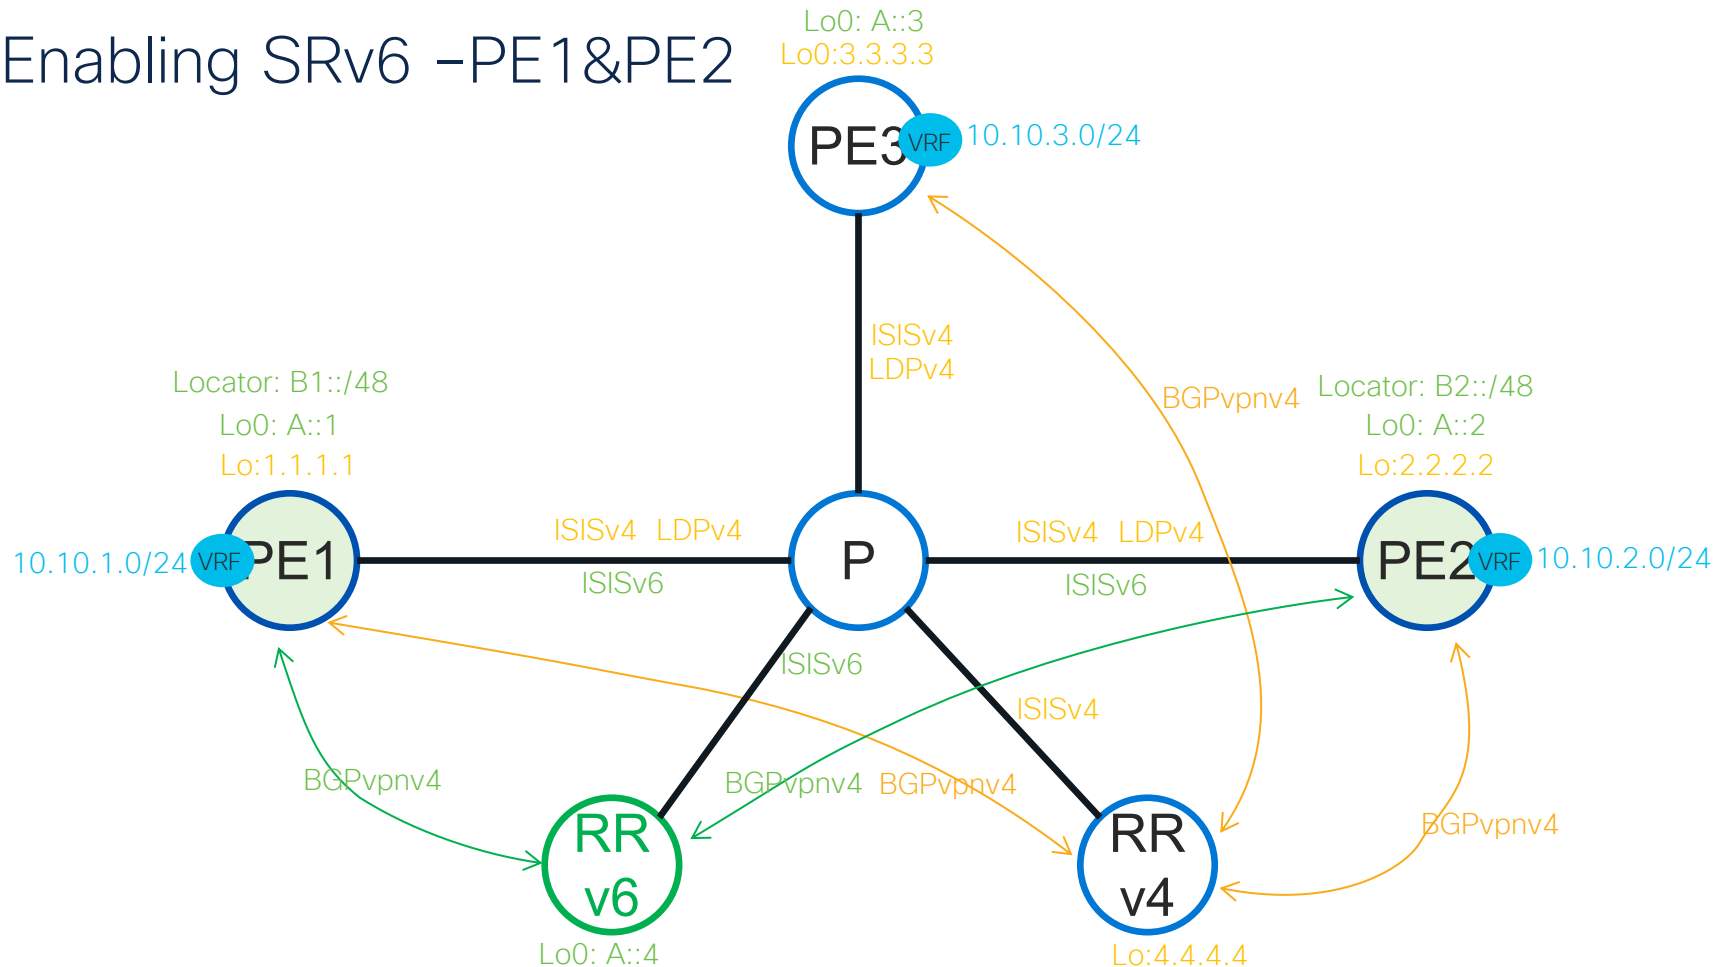 Enabling SRv6 –PE1&PE2
Lo0: A::3
Lo0:3.3.3.3
PE3
VRF
10.10.3.0/24
ISISv4
LDPv4
BGPvpnv4
Locator: B1::/48
Lo0: A::1
Lo:1.1.1.1
Locator: B2::/48
Lo0: A::2
Lo:2.2.2.2
10.10.1.0/24
VRF
PE1
ISISv4 LDPv4
ISISv6
P
ISISv4 LDPv4
ISISv6
PE2
VRF
10.10.2.0/24
ISISv6
ISISv4
BGPvpnv4
BGPvpnv4
BGPvpnv4
BGPvpnv4
RR
v6
RR
v4
Lo0: A::4
Lo:4.4.4.4